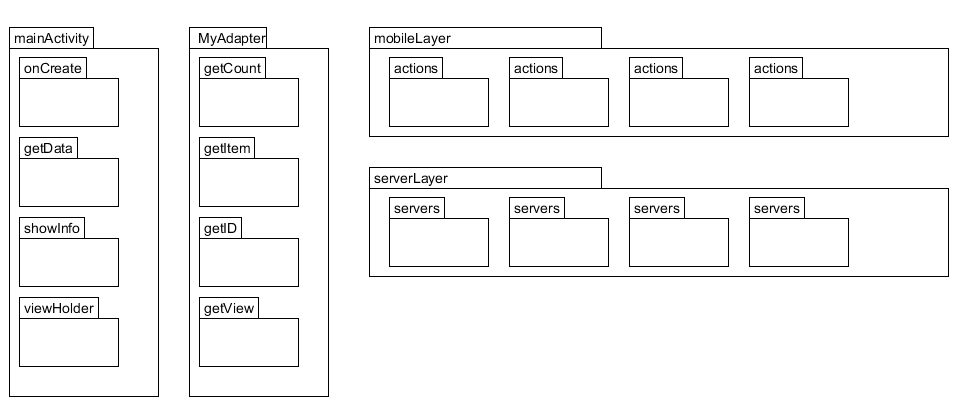 mainActivity
onCreate
getData
showInfo
viewHolder
MyAdapter
getCount
getItem
getID
getView
mobileLayer
actions
actions
actions
actions
serverLayer
servers
servers
servers
servers